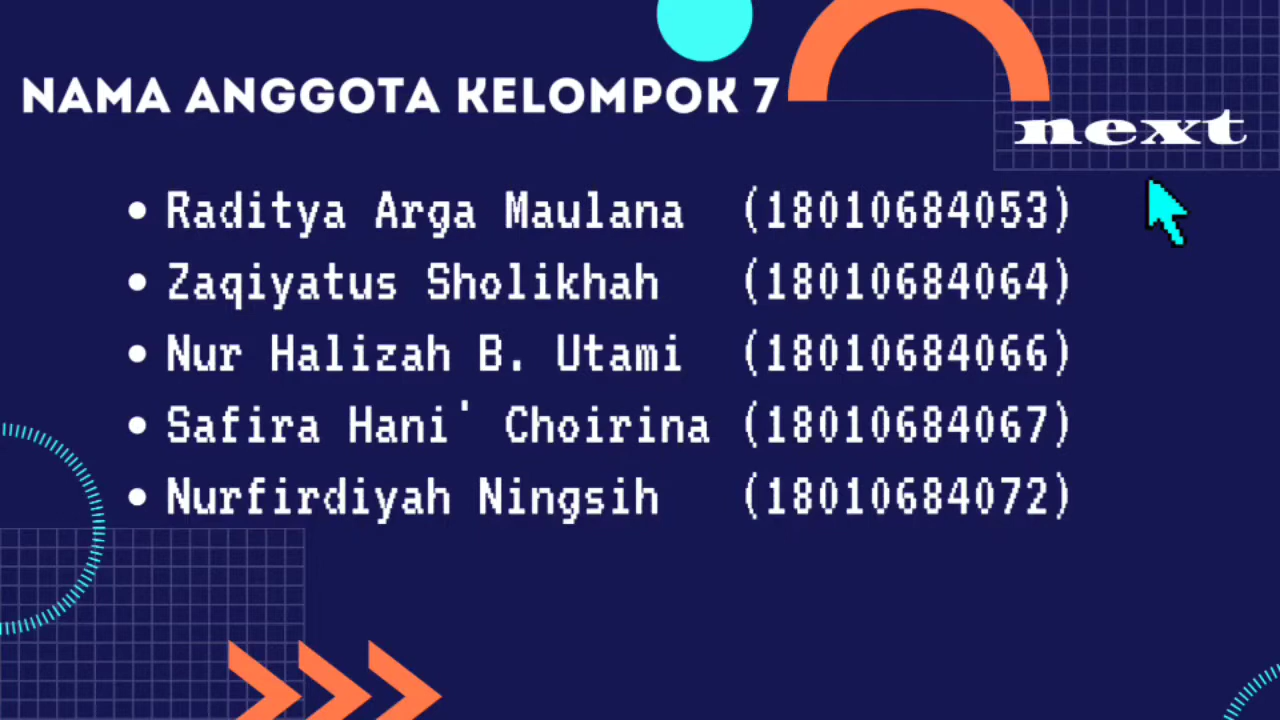 NAMA ANGGOTA KELOMPOK 7
next
• Raditya Arga Maulana (18010684053)
• Zaqiyatus Sholikhah (18010684064)
• Nur Halizah B. Utami (18010684066)
• Safira Hani' Choirina (18010684067)
• Nurfirdiyah Ningsih (18010684072)